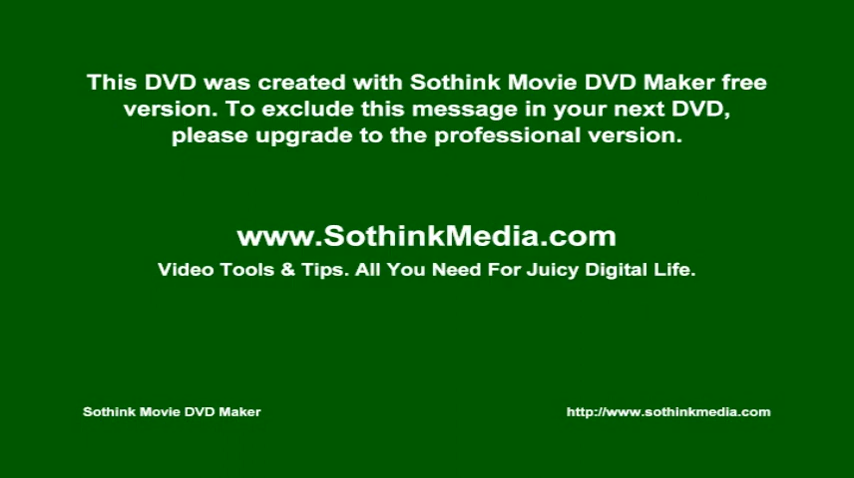 This DVD was created with Sothink Movie DVD Maker free
version. To exclude this message in your next DVD,
please upgrade to the professional version.
www.SothinkMedia.com
Video Tools & Tips. All You Need For Juicy Digital Life.
Sothink Movie DVD Maker
http://www.sothinkmedia.com